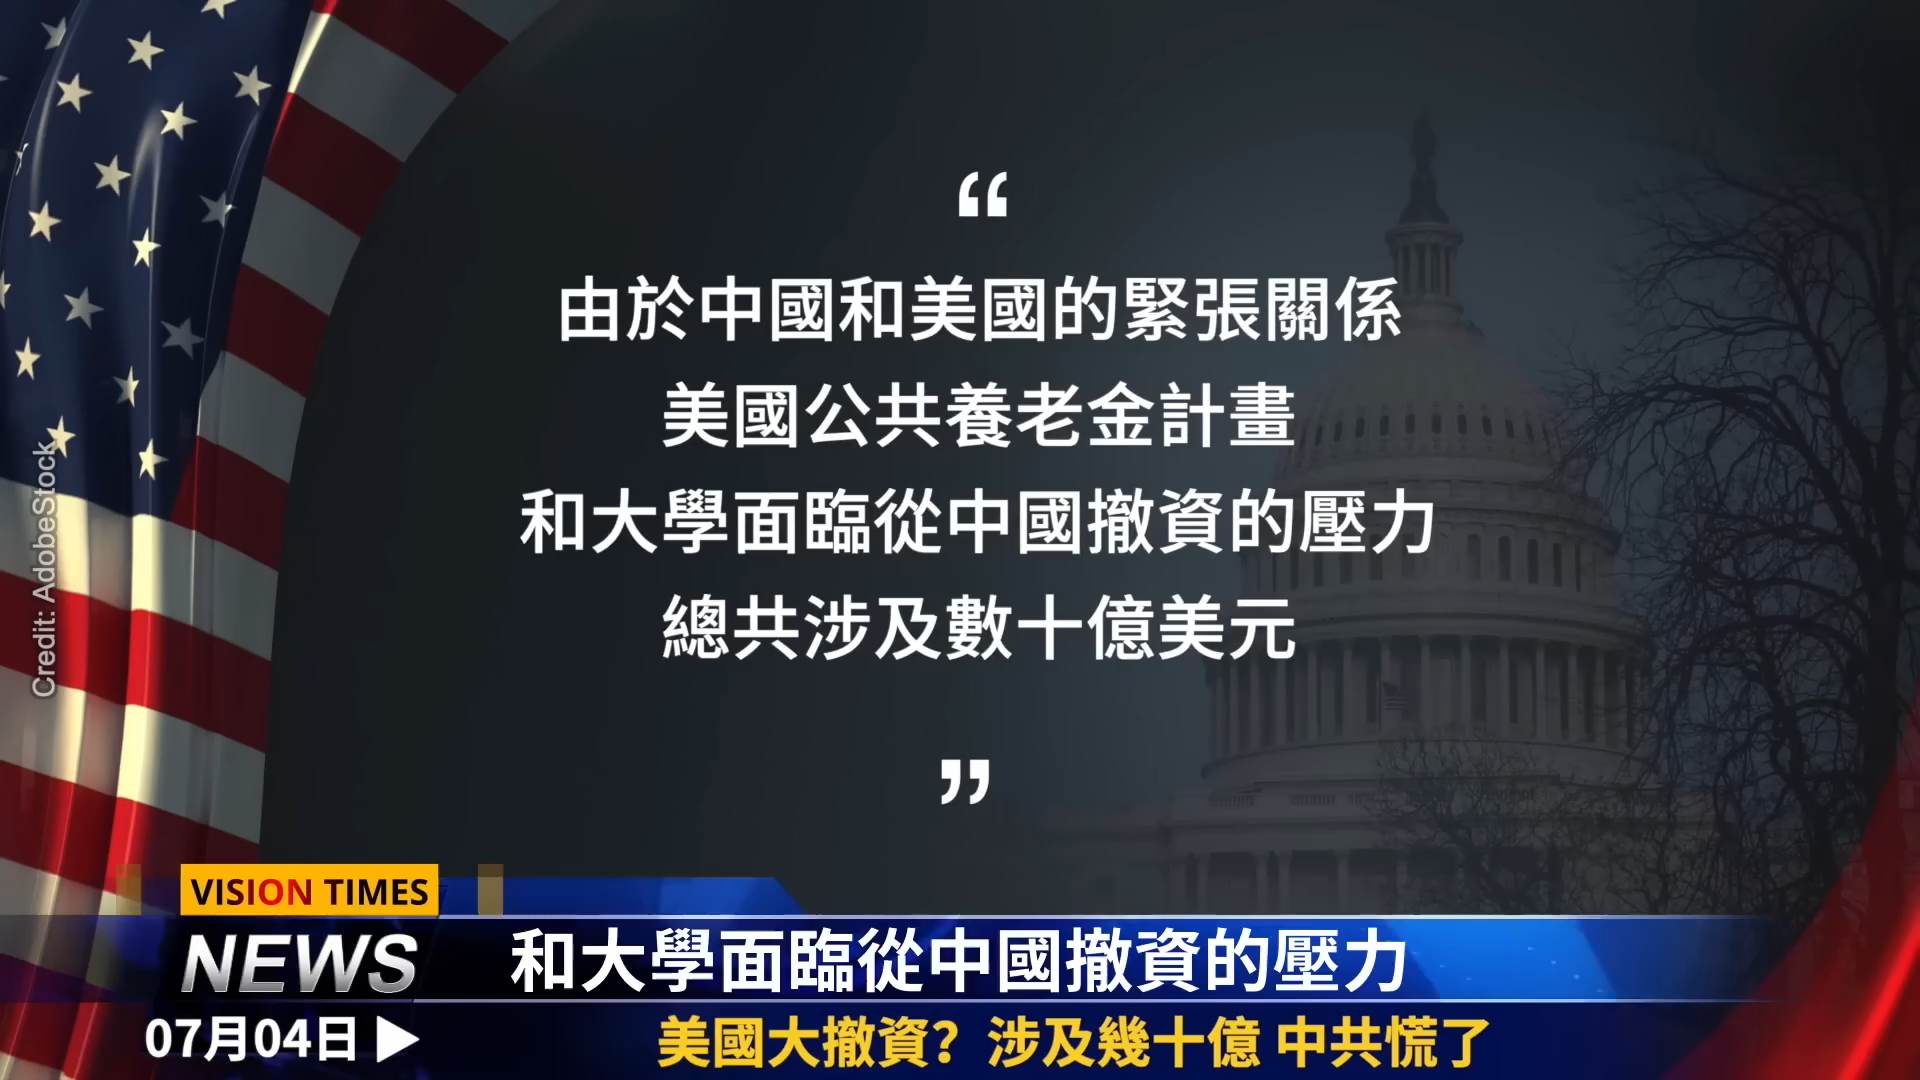 “
由於中國和美國的緊張關係
美國公共養老金計畫
和大學面臨從中國撤資的壓力
總共涉及數十億美元
”
Credit: AdobeStock
VISION TIMES
NEWS
和大學面臨從中國撤資的壓力
07月04日
美國大撤資？涉及幾十億 中共慌了